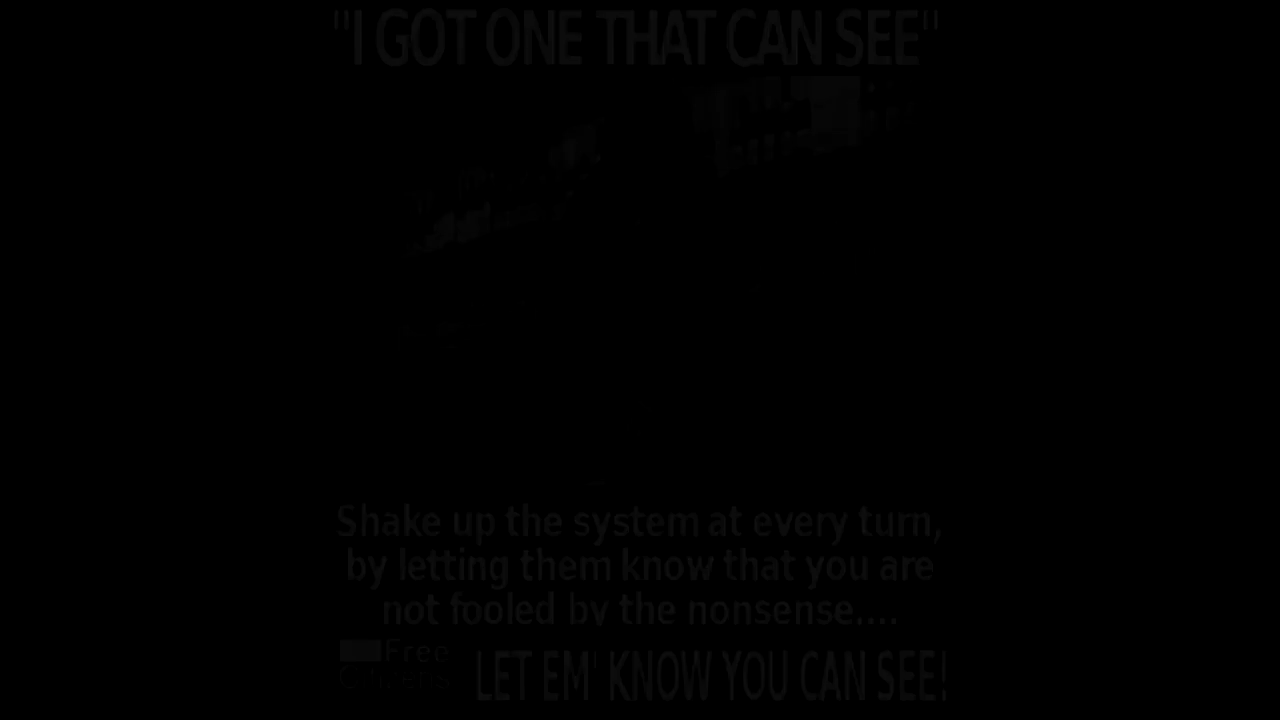 "I GOT ONE THAT CAN SEE"
Shake up the system at every turn,
by letting them know that you are
not fooled by the nonsense....
Free
Citizens
LET EM' KNOW YOU CAN SEE!